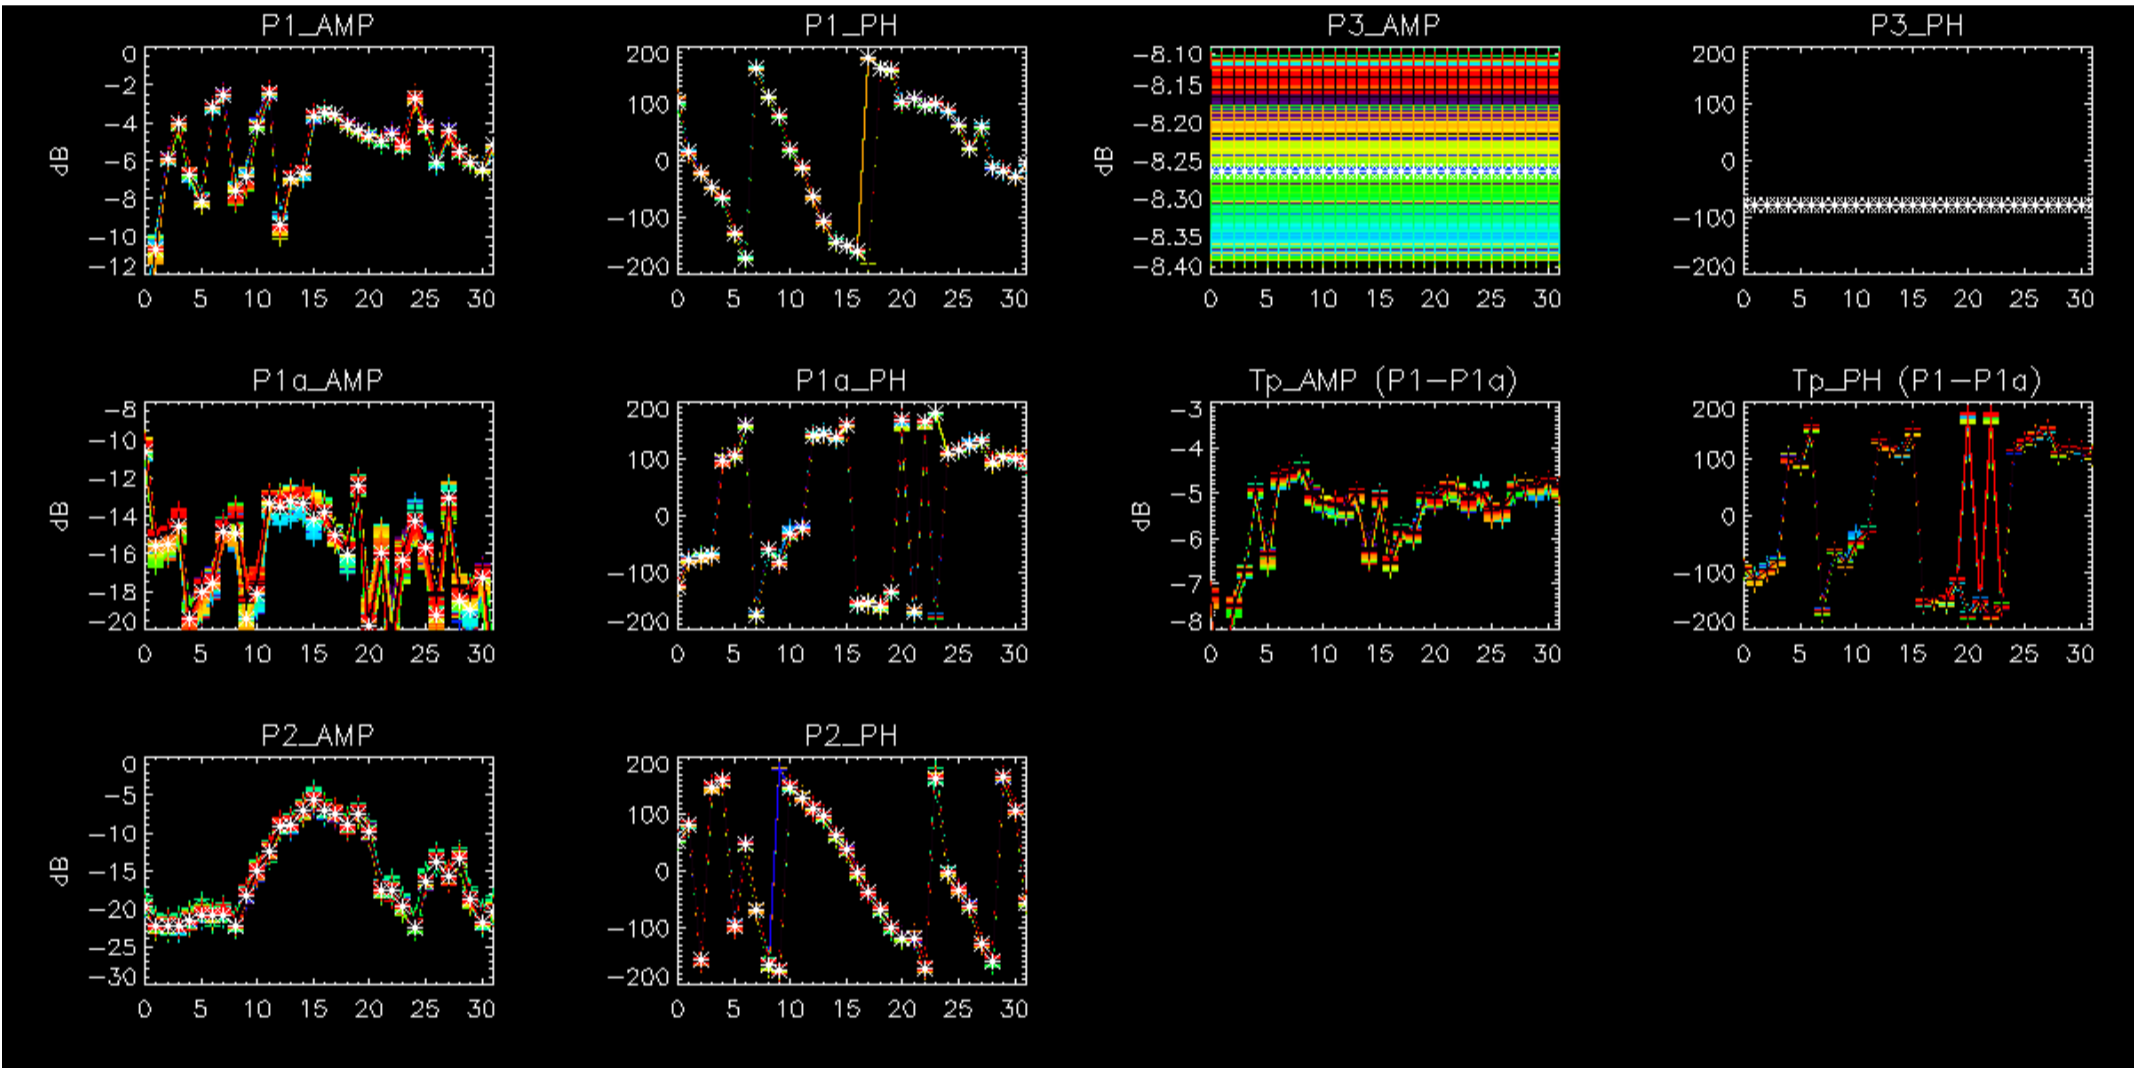 P1_AMP
P1_PH
P3_AMP
P3_PH
dB
0
−2
−4
−6
−8
−10
−12
0 5 10 15 20 25 30
200
100
0
−100
−200
0 5 10 15 20 25 30
dB
−8.10
−8.15
−8.20
−8.25
−8.30
−8.35
−8.40
0 5 10 15 20 25 30
200
100
0
−100
−200
0 5 10 15 20 25 30
P1a_AMP
P1a_PH
Tp_AMP (P1−P1a)
Tp_PH (P1−P1a)
dB
−8
−10
−12
−14
−16
−18
−20
0 5 10 15 20 25 30
200
100
0
−100
−200
0 5 10 15 20 25 30
dB
−3
−4
−5
−6
−7
−8
0 5 10 15 20 25 30
200
100
0
−100
−200
0 5 10 15 20 25 30
P2_AMP
P2_PH
dB
0
−5
−10
−15
−20
−25
−30
0 5 10 15 20 25 30
200
100
0
−100
−200
0 5 10 15 20 25 30